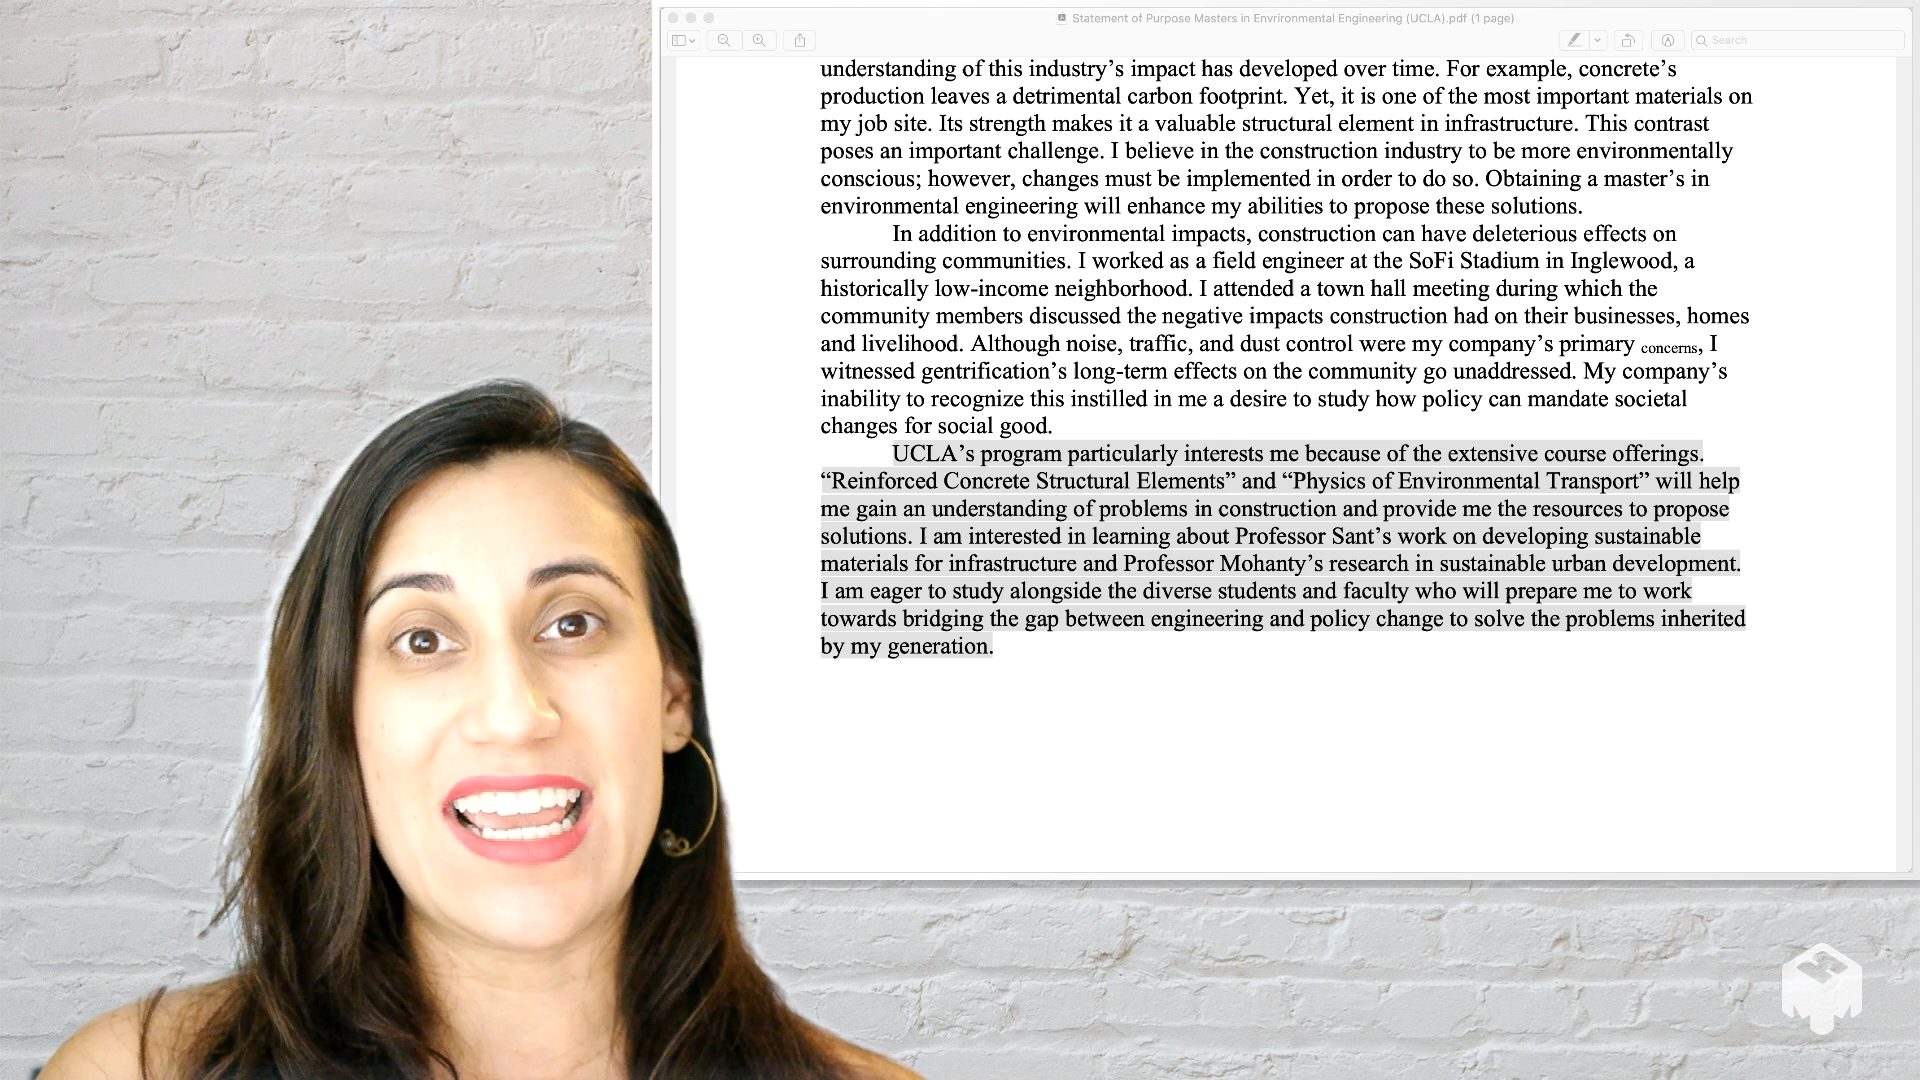 Statement of Purpose Masters in Envrironmental Engineering (UCLA).pdf (1 page)
Search
understanding of this industry’s impact has developed over time. For example, concrete’s
production leaves a detrimental carbon footprint. Yet, it is one of the most important materials on
my job site. Its strength makes it a valuable structural element in infrastructure. This contrast
poses an important challenge. I believe in the construction industry to be more environmentally
conscious; however, changes must be implemented in order to do so. Obtaining a master’s in
environmental engineering will enhance my abilities to propose these solutions.
In addition to environmental impacts, construction can have deleterious effects on
surrounding communities. I worked as a field engineer at the SoFi Stadium in Inglewood, a
historically low-income neighborhood. I attended a town hall meeting during which the
community members discussed the negative impacts construction had on their businesses, homes
and livelihood. Although noise, traffic, and dust control were my company’s primary concerns, I
witnessed gentrification’s long-term effects on the community go unaddressed. My company’s
inability to recognize this instilled in me a desire to study how policy can mandate societal
changes for social good.
UCLA’s program particularly interests me because of the extensive course offerings.
“Reinforced Concrete Structural Elements” and “Physics of Environmental Transport” will help
me gain an understanding of problems in construction and provide me the resources to propose
solutions. I am interested in learning about Professor Sant’s work on developing sustainable
materials for infrastructure and Professor Mohanty’s research in sustainable urban development.
I am eager to study alongside the diverse students and faculty who will prepare me to work
towards bridging the gap between engineering and policy change to solve the problems inherited
by my generation.